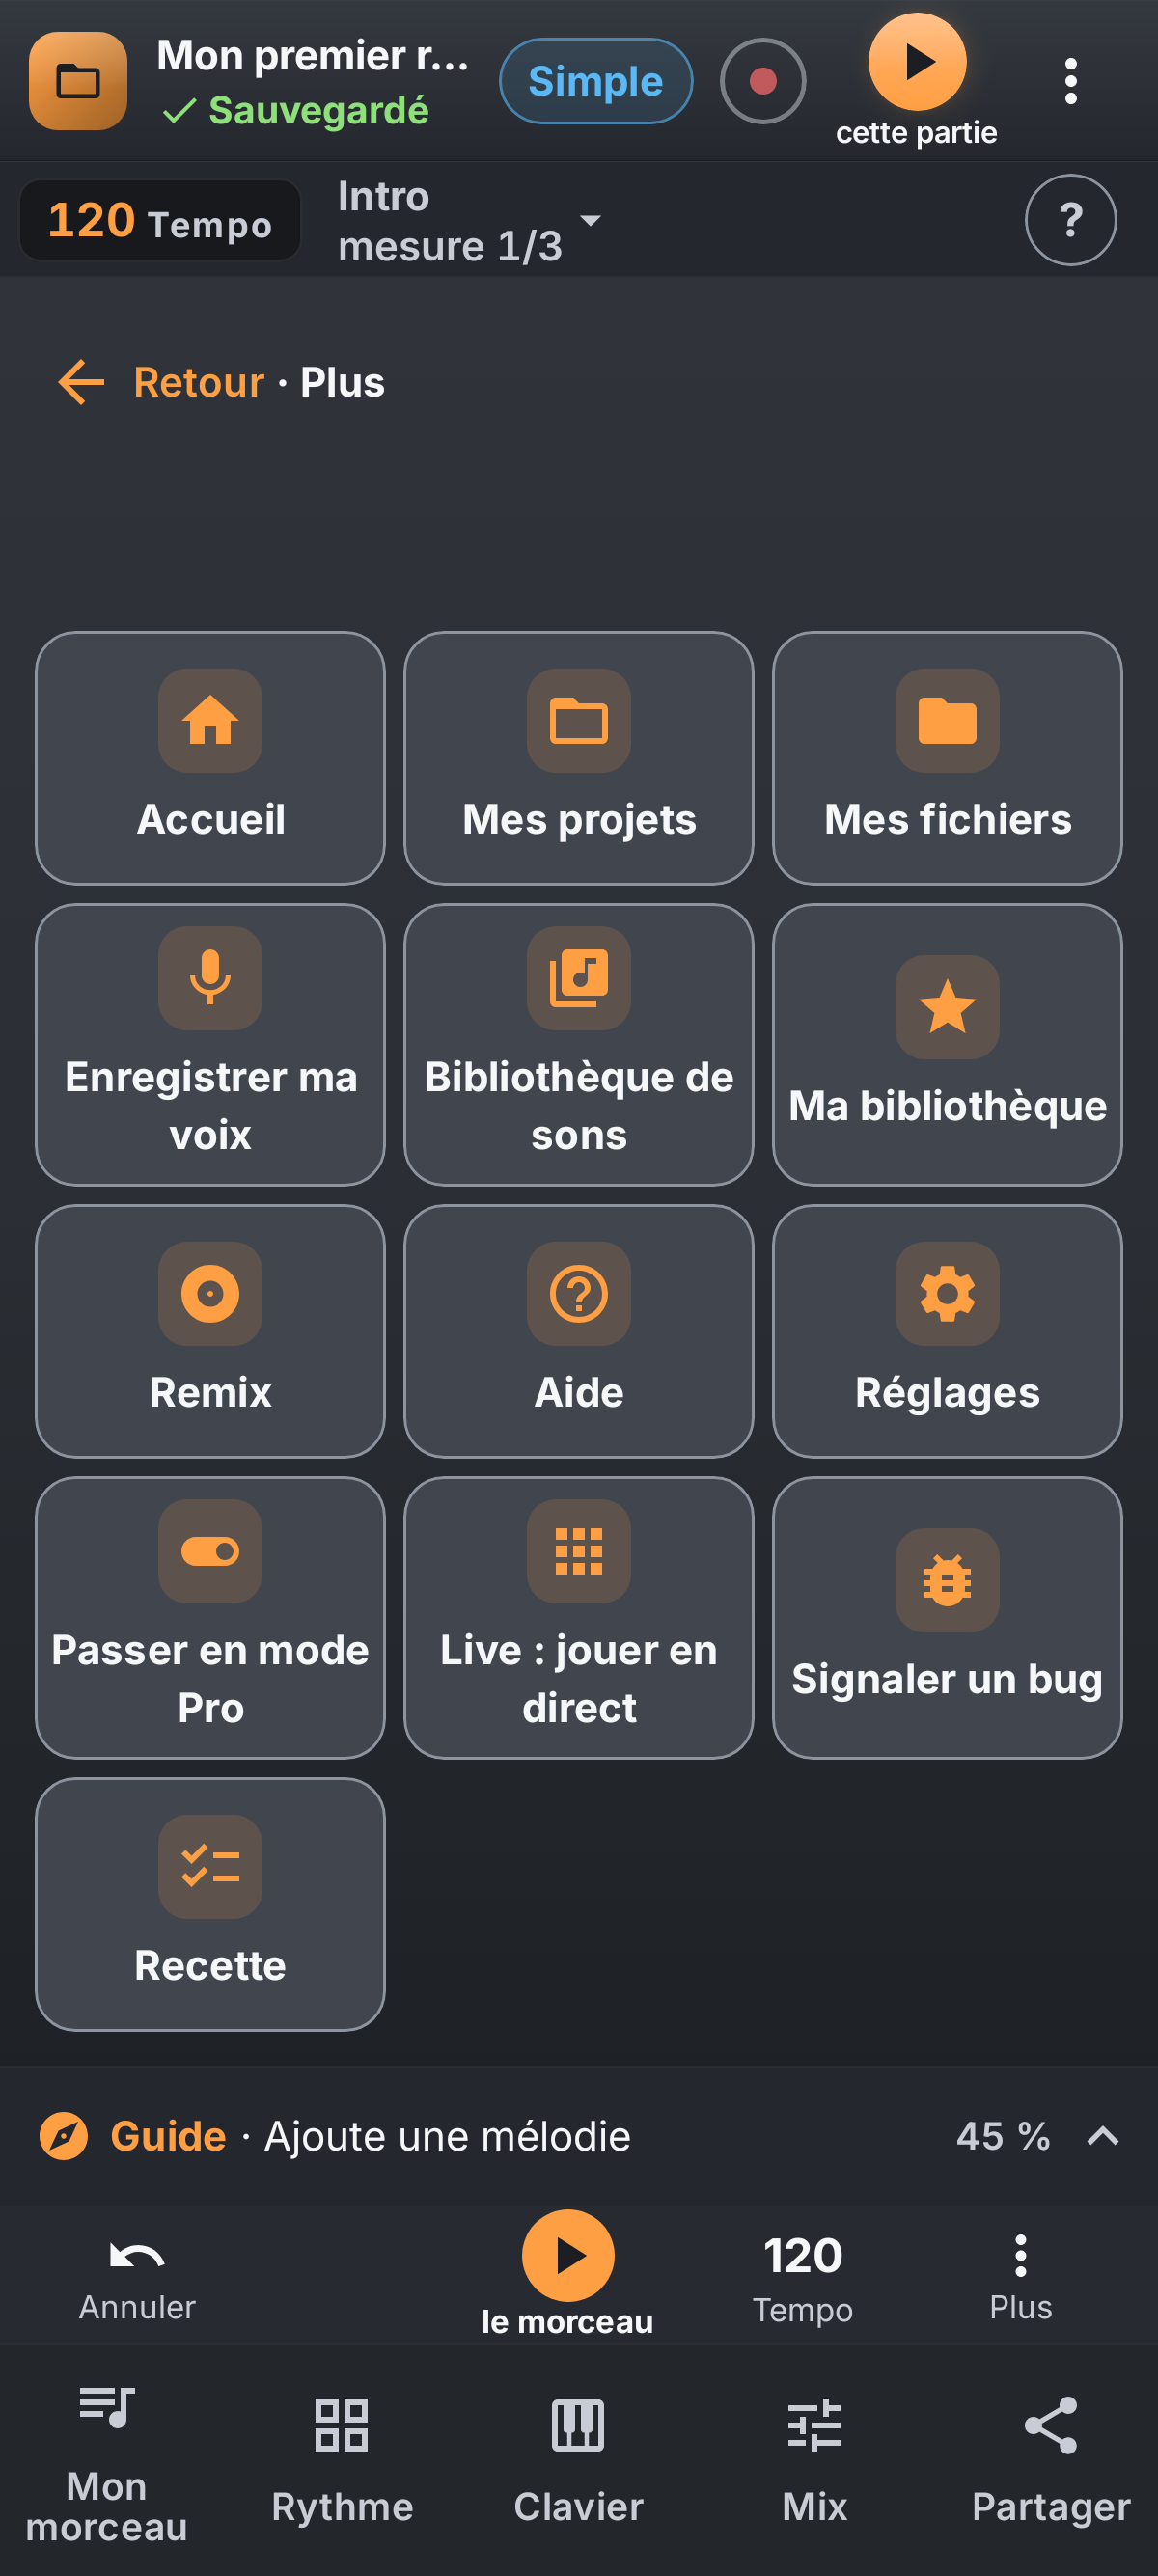 Mon premier r...
Sauvegardé
Simple
cette partie
120 Tempo
Intro
mesure 1/3
?
Retour · Plus
Accueil
Mes projets
Mes fichiers
Enregistrer ma
voix
Bibliothèque de
sons
Ma bibliothèque
Remix
Aide
Réglages
Passer en mode
Pro
Live : jouer en
direct
Signaler un bug
Recette
Guide · Ajoute une mélodie
45 %
Annuler
le morceau
120
Tempo
Plus
Mon
morceau
Rythme
Clavier
Mix
Partager